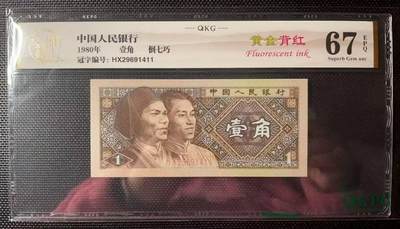 QKG
中国人民银行
1980年 壹角 倒七巧
冠字编号: HX29691411
黄金背红
Fluorescent ink
67
EPQ
Superb Gem unc
中国人民银行
壹角
1
1